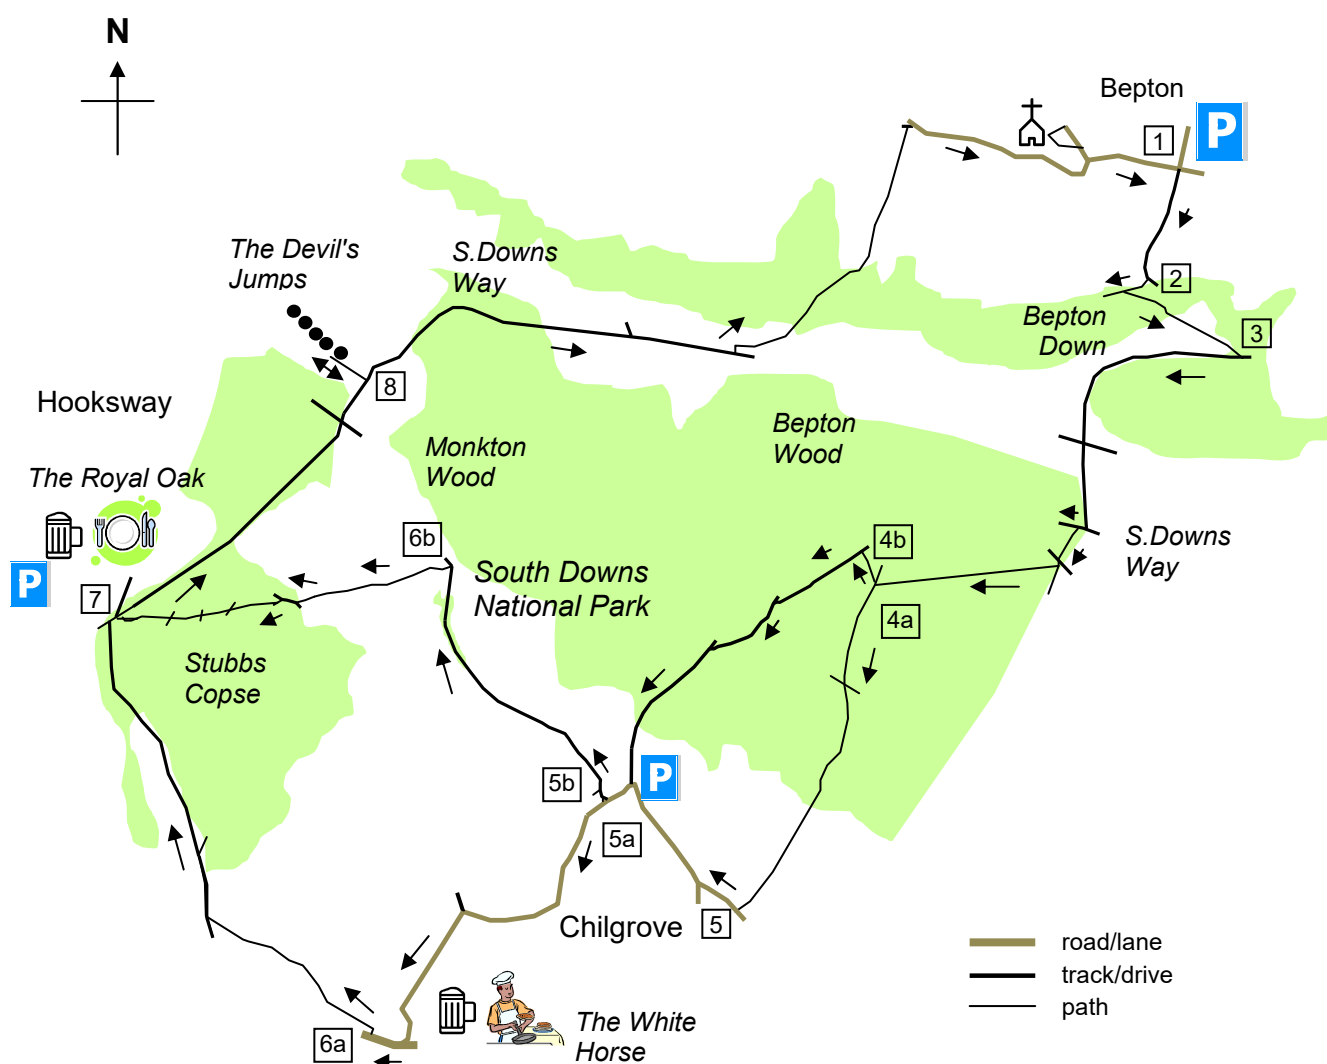 N
Bepton
1
P
The Devil's
Jumps
S.Downs
Way
2
Bepton
Down
3
8
Hooksway
Monkton
Wood
Bepton
Wood
The Royal Oak
P
6b
4b
S.Downs
Way
South Downs
National Park
7
4a
Stubbs
Copse
5b
P
5a
Chilgrove
5
road/lane
track/drive
path
The White
Horse
6a